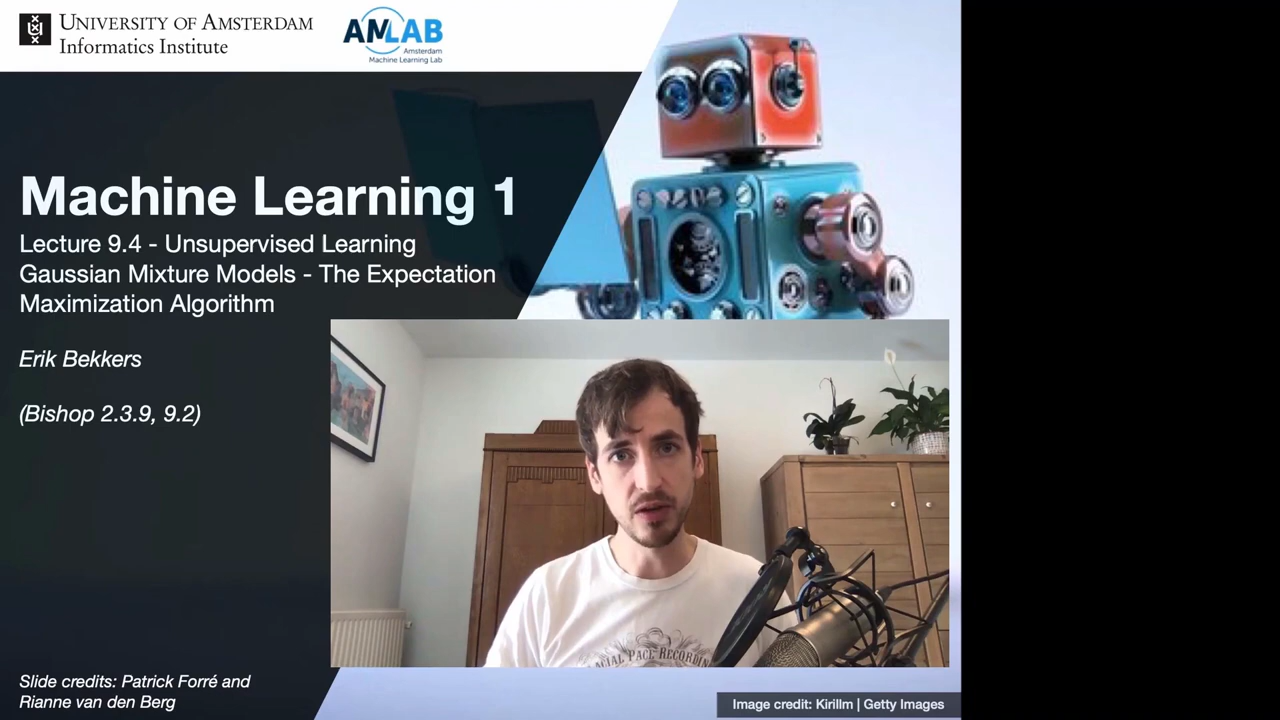 UNIVERSITY OF AMSTERDAM
Informatics Institute
AMLAB
Amsterdam
Machine Learning Lab
Machine Learning 1
Lecture 9.4 - Unsupervised Learning
Gaussian Mixture Models - The Expectation
Maximization Algorithm
Erik Bekkers
(Bishop 2.3.9, 9.2)
Slide credits: Patrick Forré and
Rianne van den Berg
PACE RECORDIN
Image credit: Kirillm | Getty Images